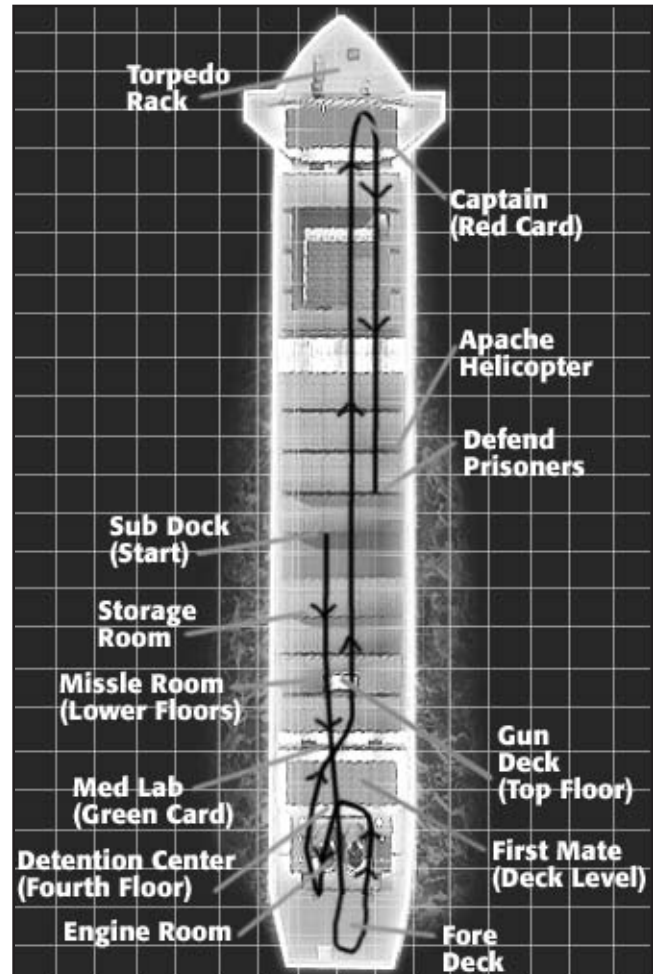 Torpedo
Rack
Captain
(Red Card)
Apache
Helicopter
Defend
Prisoners
Sub Dock
(Start)
Storage
Room
Missle Room
(Lower Floors)
Gun
Deck
(Top Floor)
Med Lab
(Green Card)
First Mate
(Deck Level)
Detention Center
(Fourth Floor)
Engine Room
Fore
Deck